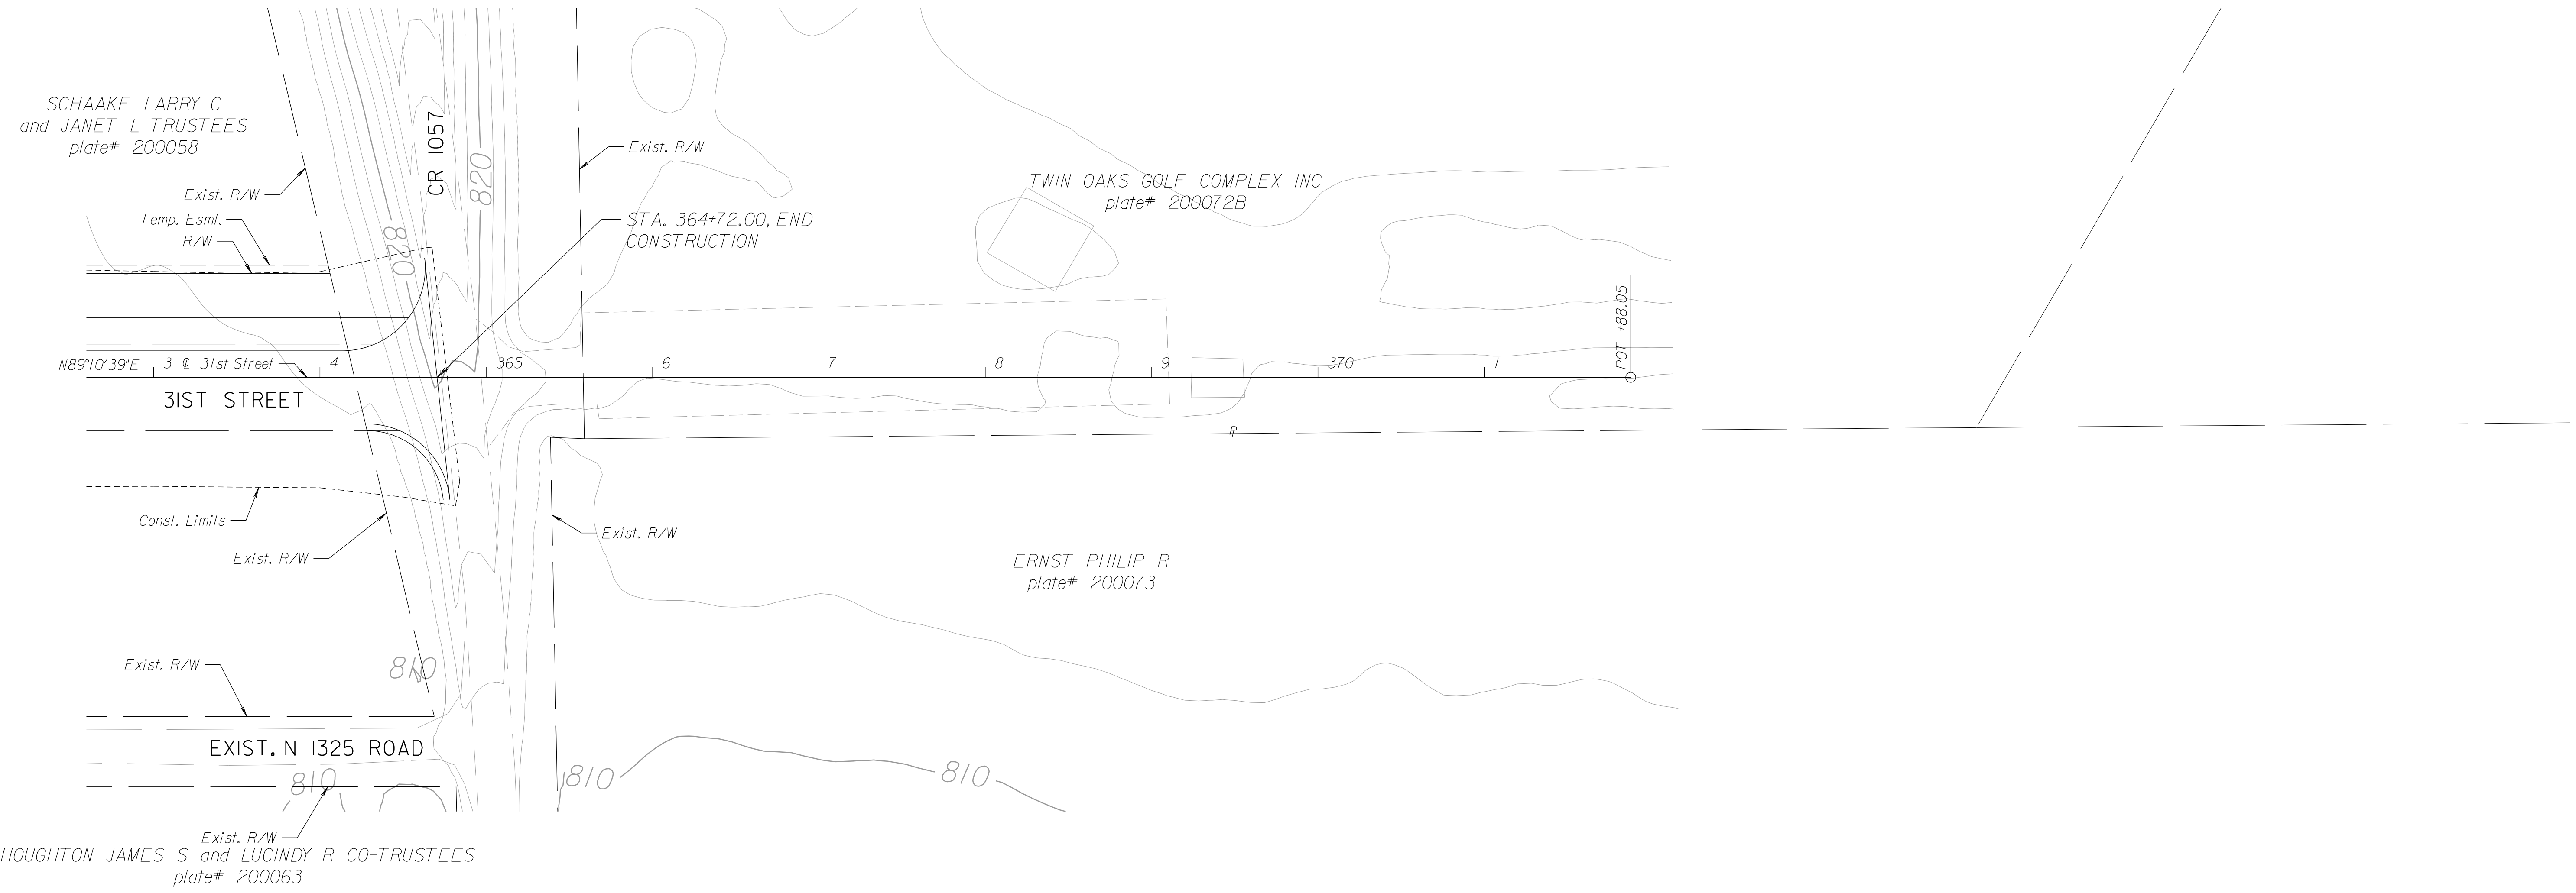 SCHAAKE LARRY C
and JANET L TRUSTEES
plate# 200058
CR 1057
820
Exist. R/W
TWIN OAKS GOLF COMPLEX INC
plate# 200072B
Exist. R/W
Temp. Esmt.
R/W
820
STA. 364+72.00, END
CONSTRUCTION
POT +88.05
N89°10'39"E 3 ℄ 31st Street 4 365 6 7 8 9 370 1
31ST STREET
℄
Const. Limits
Exist. R/W
Exist. R/W
ERNST PHILIP R
plate# 200073
Exist. R/W
810
EXIST. N 1325 ROAD
810
810
810
Exist. R/W
HOUGHTON JAMES S and LUCINDY R CO-TRUSTEES
plate# 200063